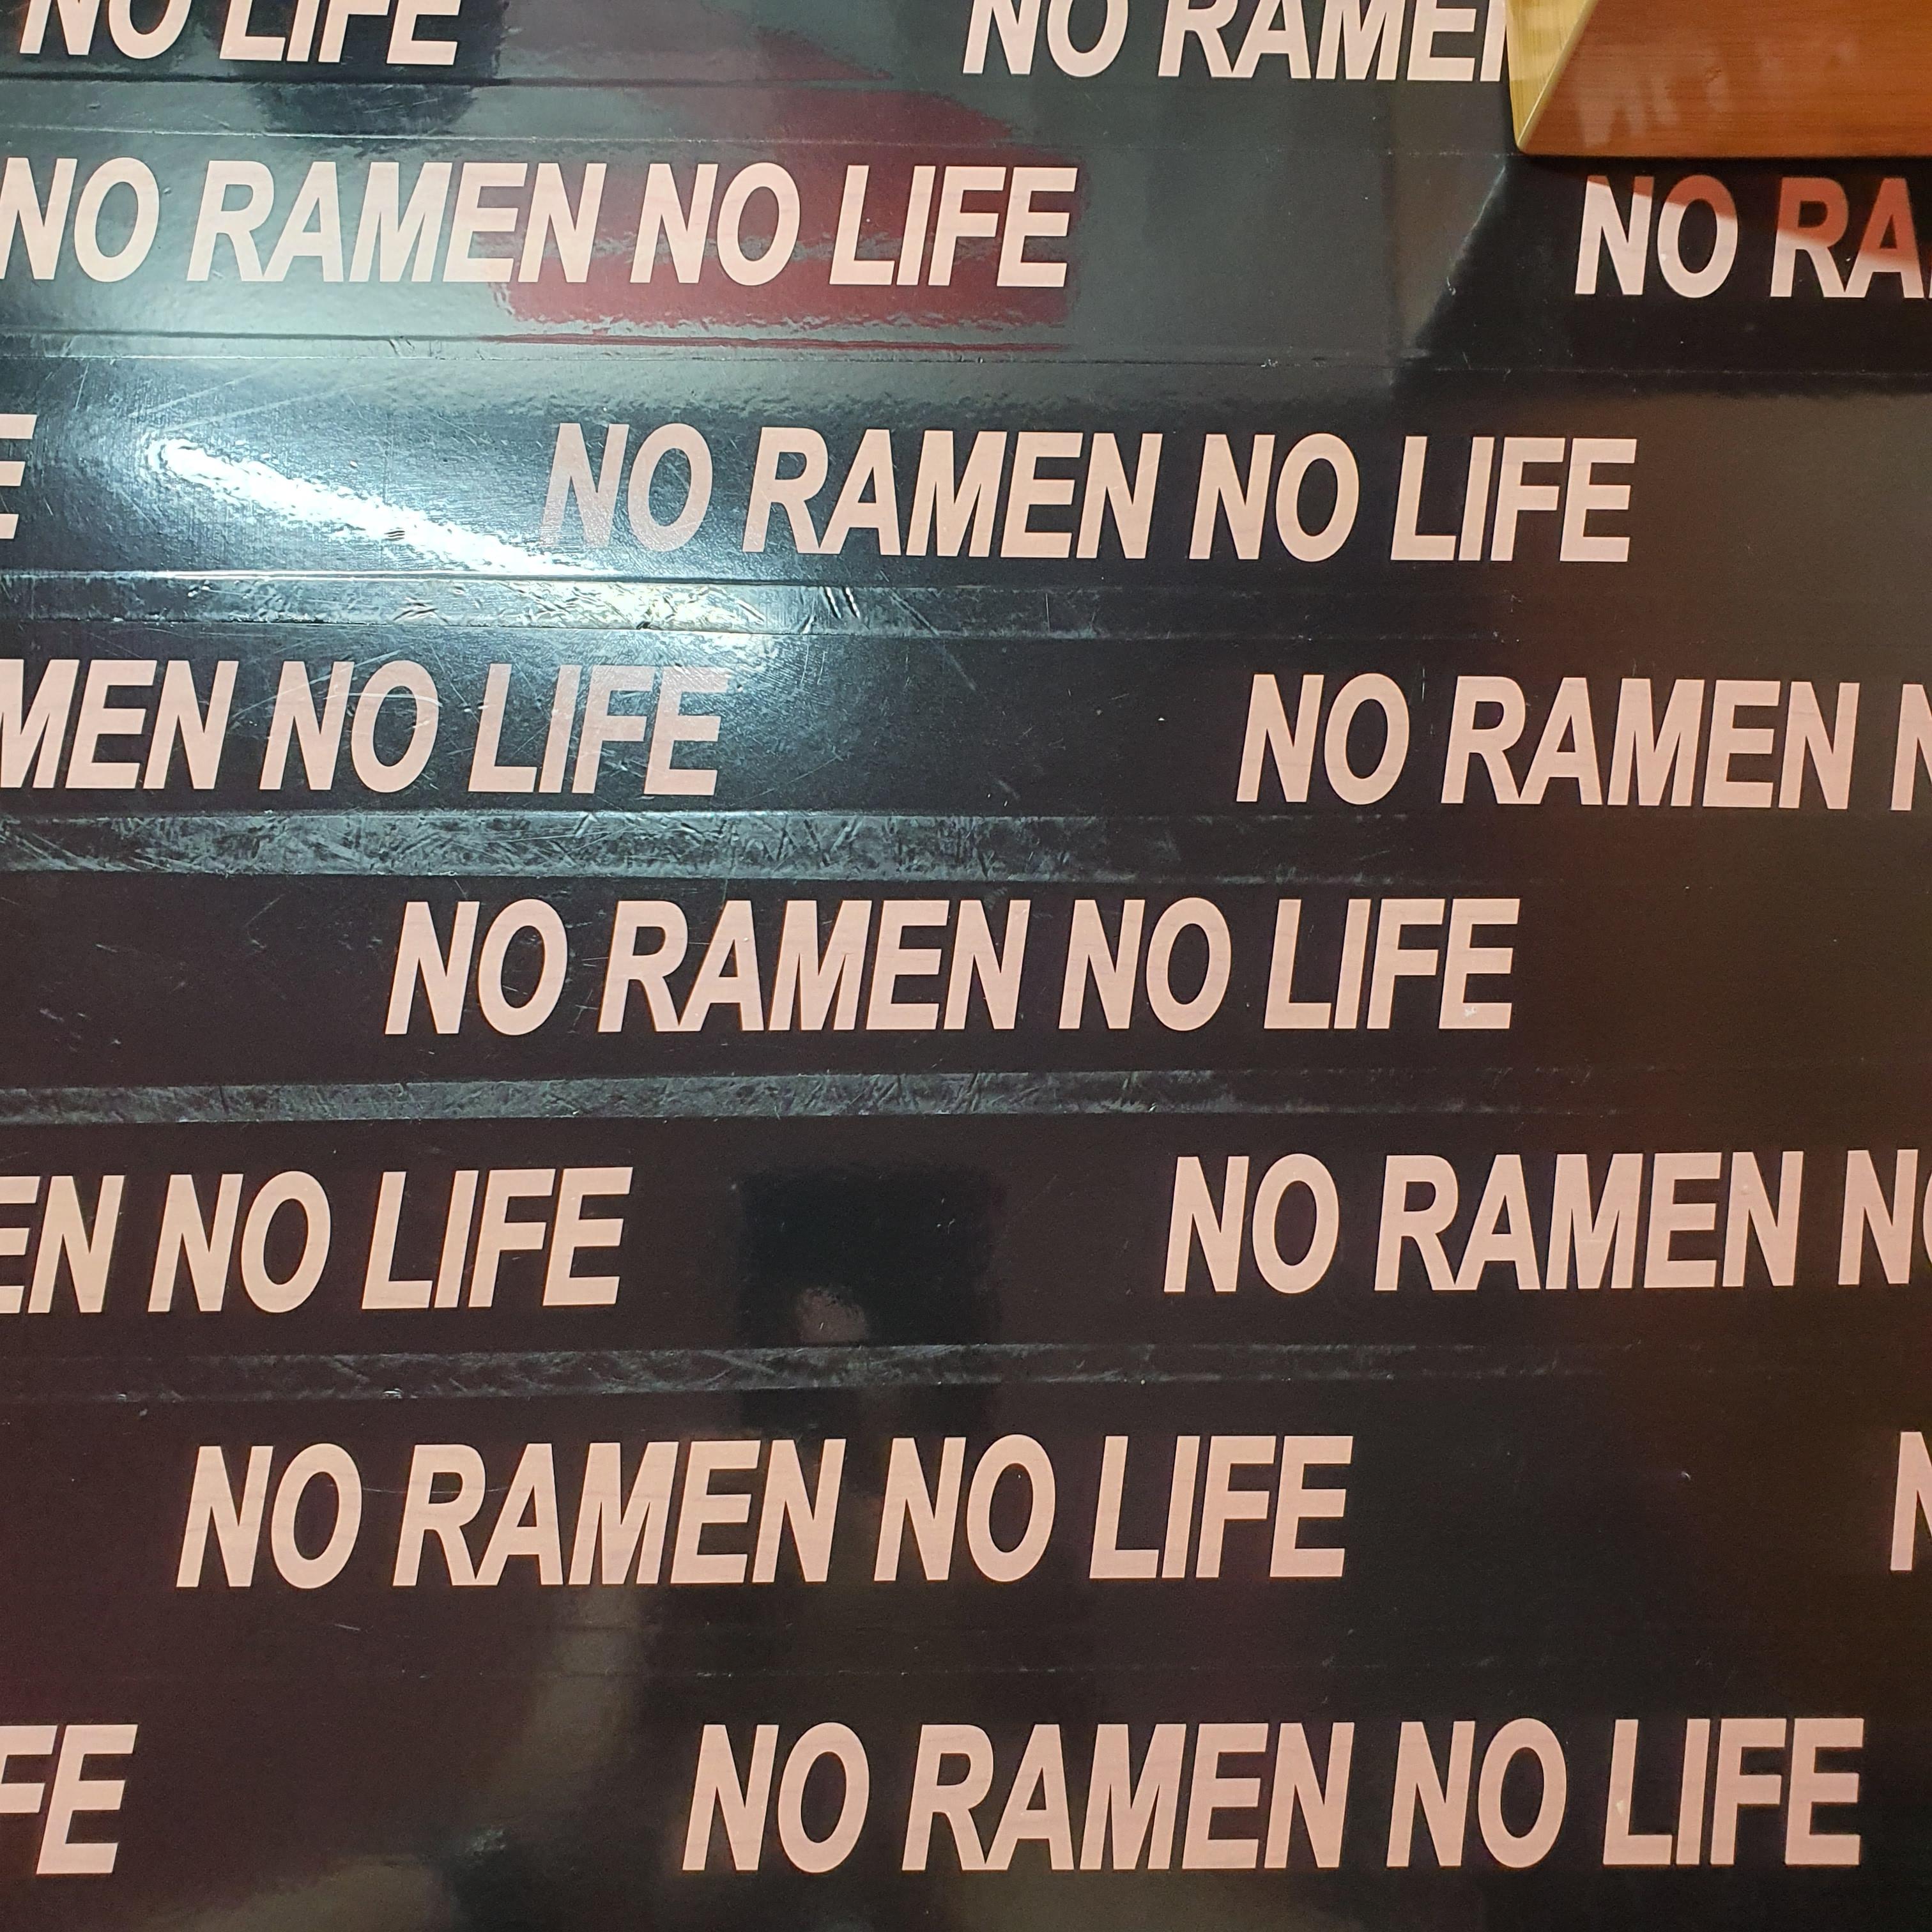 NO LIFE NO RAMEN
NO RAMEN NO LIFE NO RA
E NO RAMEN NO LIFE
MEN NO LIFE NO RAMEN N
NO RAMEN NO LIFE
EN NO LIFE NO RAMEN NO
NO RAMEN NO LIFE N
FE NO RAMEN NO LIFE